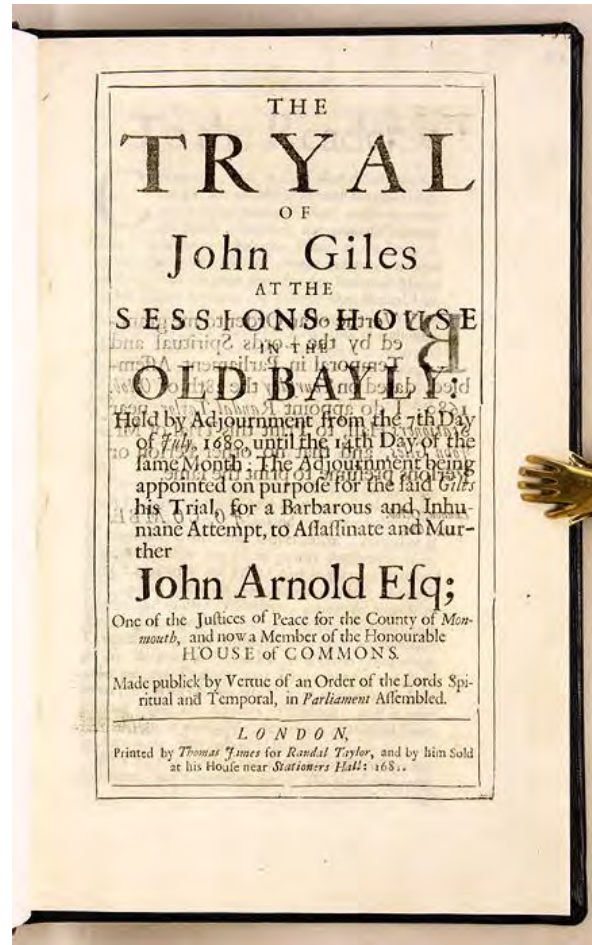 THE
TRYAL
OF
John Giles
AT THE
SESSIONS HOUSE
IN THE
OLD BAYLY:
Held by Adjournment from the 7th Day
of July, 1680, until the 14th Day of the
ſame Month: The Adjournment being
appointed on purpoſe for the ſaid Giles
his Trial, for a Barbarous and Inhu-
mane Attempt, to Aſſaſſinate and Mur-
ther
John Arnold Eſq;
One of the Juſtices of Peace for the County of Mon-
mouth, and now a Member of the Honourable
HOUSE of COMMONS.
Made publick by Vertue of an Order of the Lords Spi-
ritual and Temporal, in Parliament Aſſembled.
LONDON,
Printed by Thomas James for Randal Taylor, and by him Sold
at his Houſe near Stationers Hall: 1681.